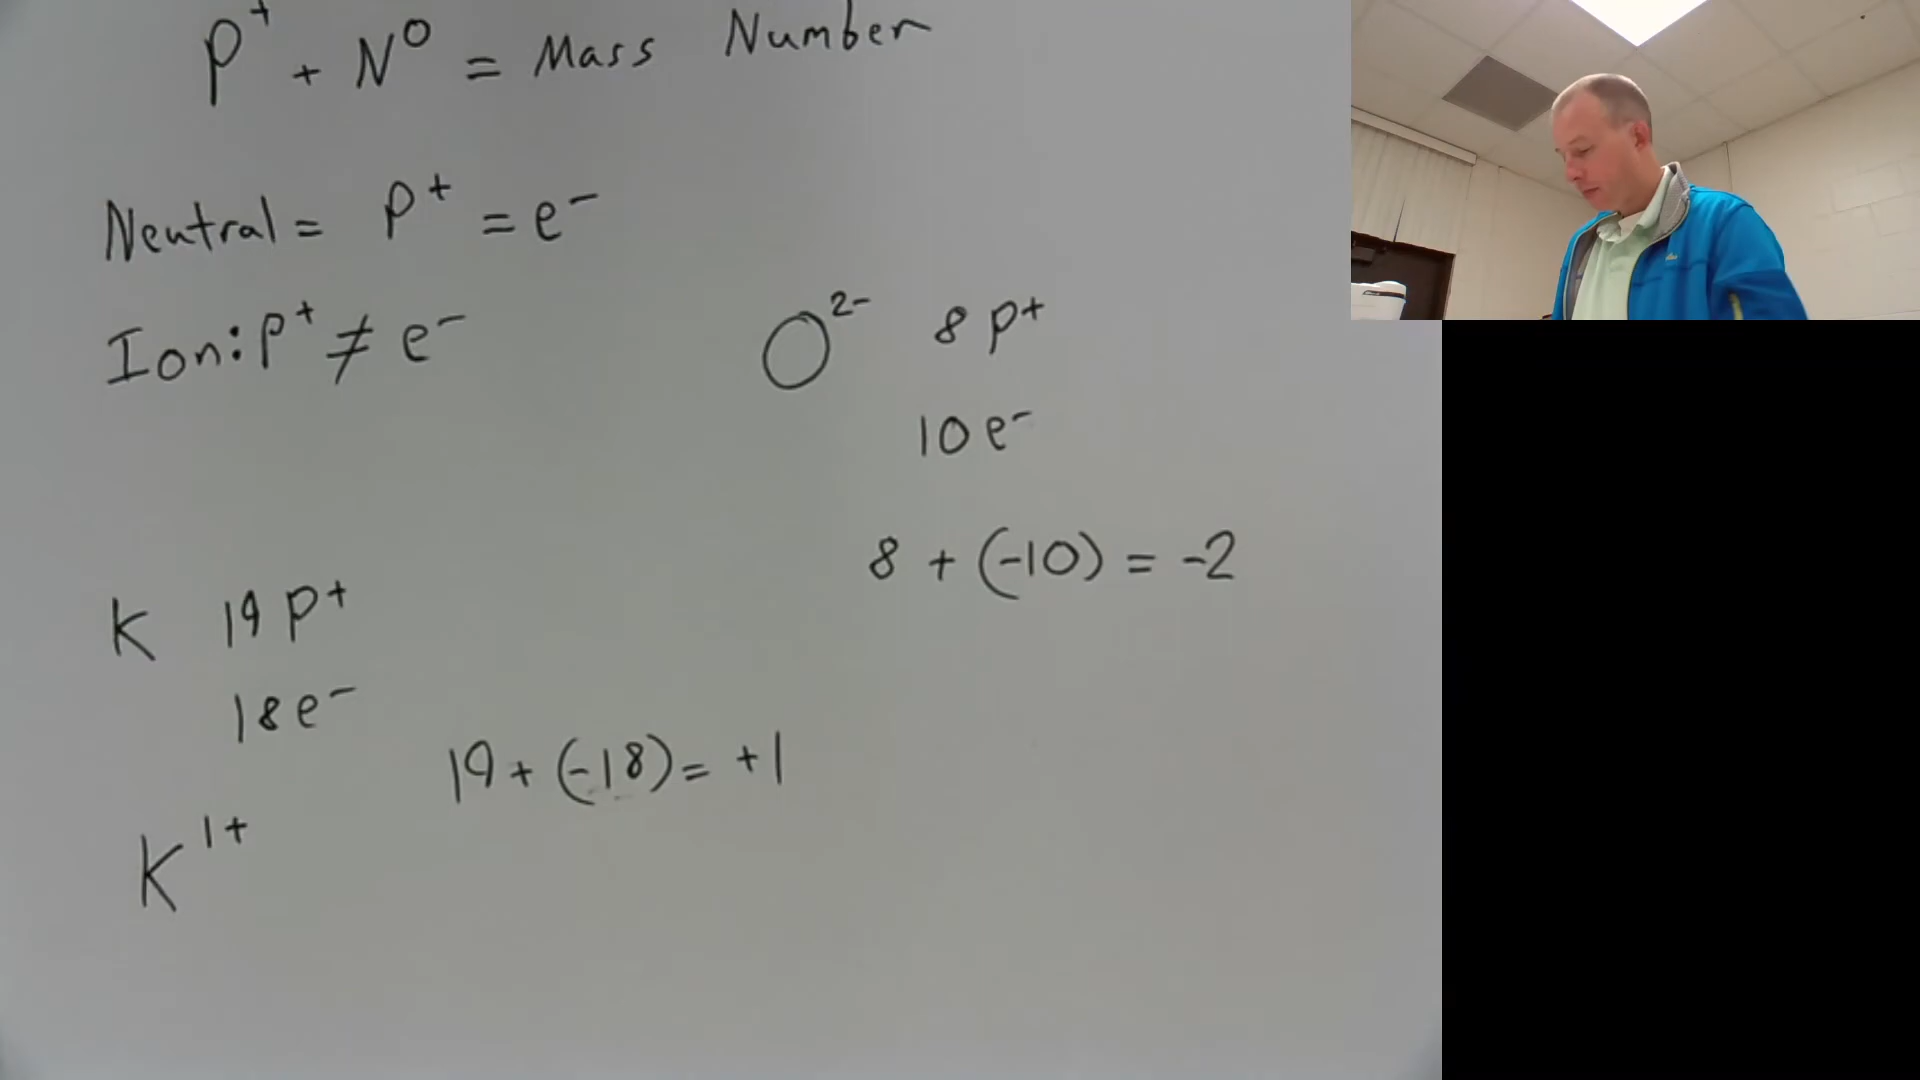 P⁺ + N⁰ = Mass Number
Neutral = P⁺ = e⁻
Ion: P⁺ ≠ e⁻
O²⁻ 8 P⁺
10 e⁻
8 + (-10) = -2
K 19 P⁺
18 e⁻
19 + (-18) = +1
K¹⁺